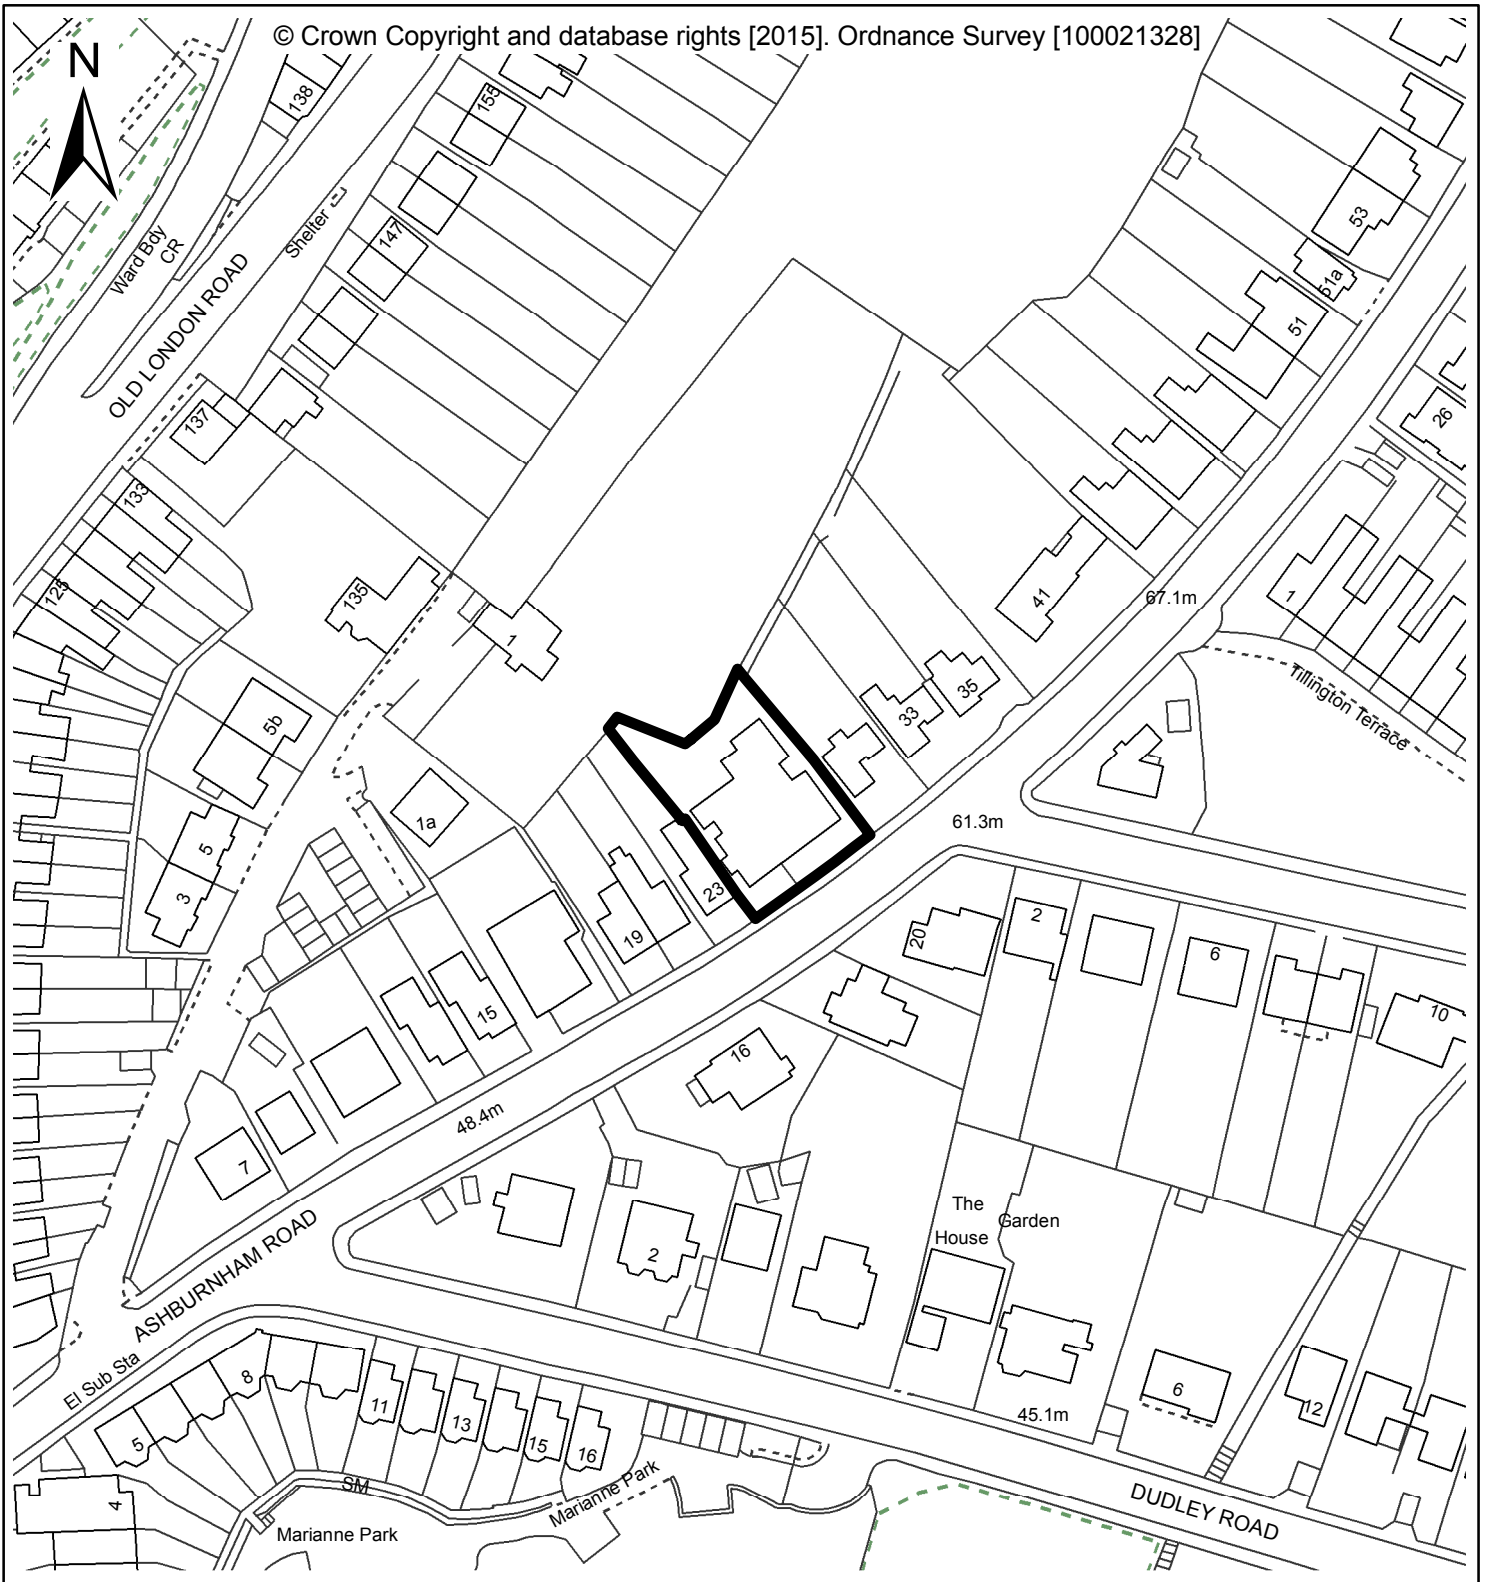 © Crown Copyright and database rights [2015]. Ordnance Survey [100021328]
N
138
155
Ward Bdy
CR
Shelter
147
OLD LONDON ROAD
53
51a
51
137
26
133
125
135
1
41
67.1m
1
Tillington Terrace
5b
35
33
1a
61.3m
5
3
23
19
20
2
6
10
15
16
48.4m
7
The
Garden
House
2
ASHBURNHAM ROAD
El Sub Sta
8
11
13
15
16
5
6
12
45.1m
SM
4
Marianne Park
Marianne Park
DUDLEY ROAD